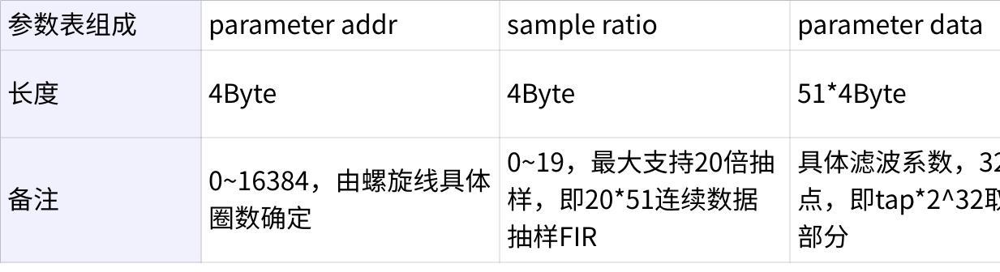 参数表组成 parameter addr sample ratio parameter data
长度 4Byte 4Byte 51*4Byte
备注
0~16384，由螺旋线具体
圈数确定
0~19，最大支持20倍抽
样，即20*51连续数据
抽样FIR
具体滤波系数，32
点，即tap*2^32取
部分